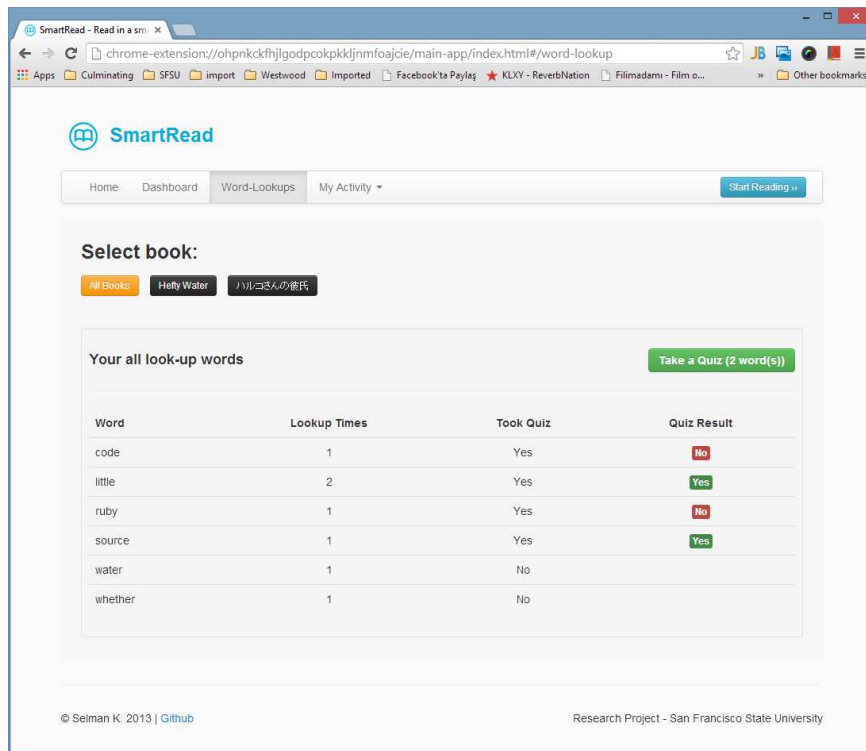 SmartRead - Read in a sm
chrome-extension://ohpnkckfhjlgodpcokpkkljnmfoajcie/main-app/index.html#/word-lookup
JB
Apps Culminating SFSU import Westwood Imported Facebook'ta Paylaş KLXY - ReverbNation Filimadamı - Film o... » Other bookmarks
SmartRead
Home Dashboard Word-Lookups My Activity Start Reading »
Select book:
All Books Hefty Water ハルコさんの彼氏
Your all look-up words Take a Quiz (2 word(s))
Word Lookup Times Took Quiz Quiz Result
code 1 Yes No
little 2 Yes Yes
ruby 1 Yes No
source 1 Yes Yes
water 1 No
whether 1 No
© Selman K. 2013 | Github Research Project - San Francisco State University